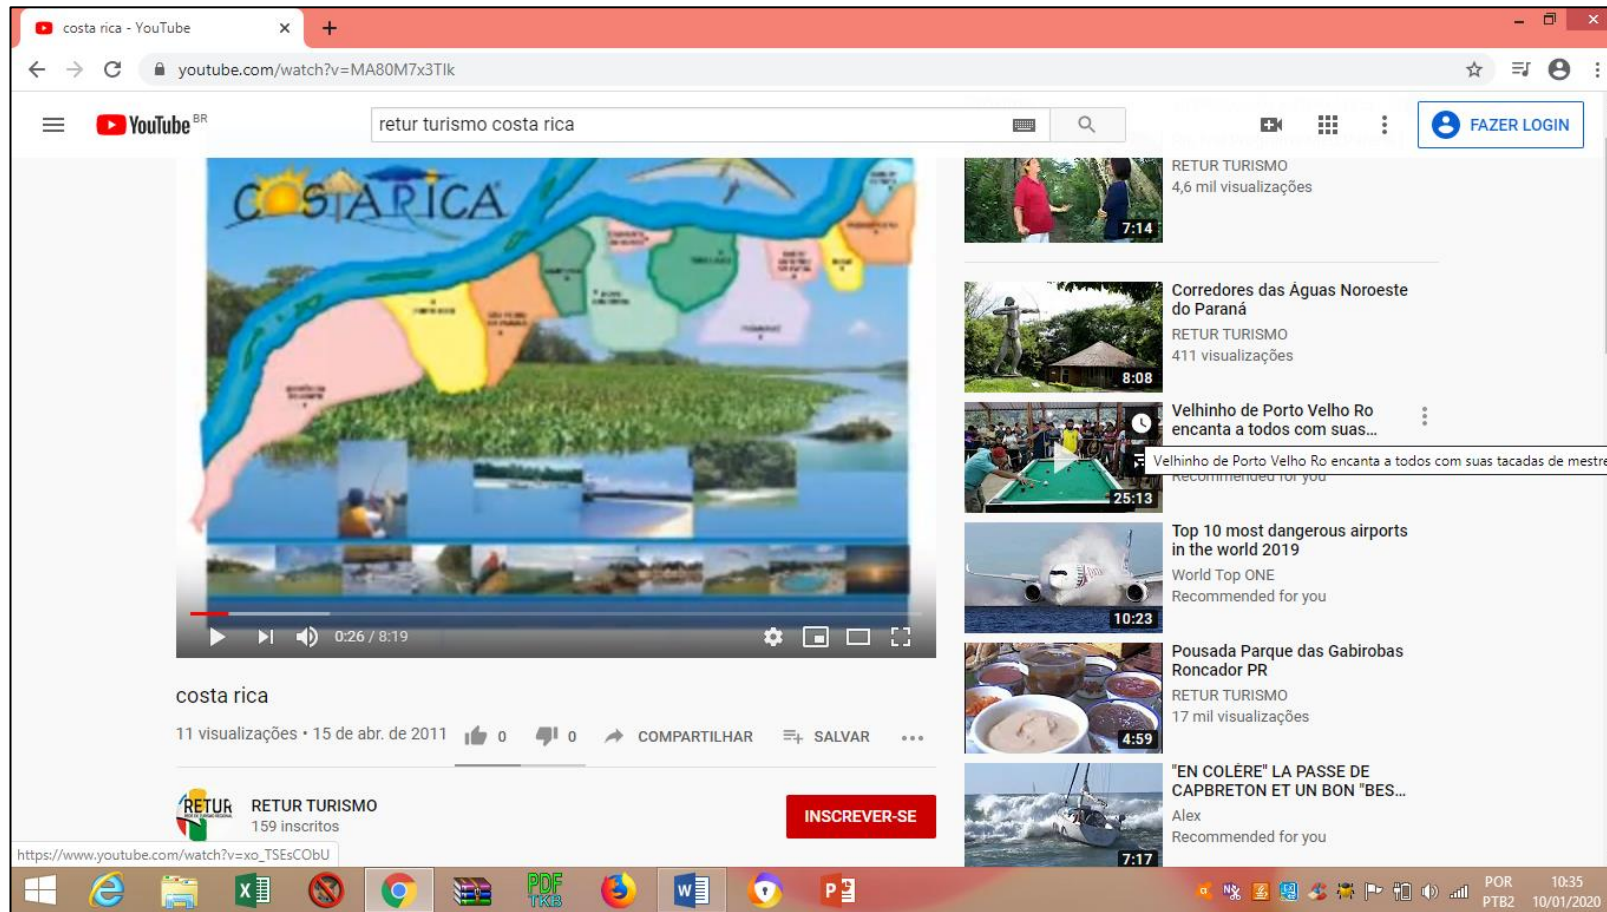 costa rica - YouTube
youtube.com/watch?v=MA80M7x3TIk
YouTube BR
retur turismo costa rica
FAZER LOGIN
COSTA RICA
0:26 / 8:19
costa rica
11 visualizações • 15 de abr. de 2011
0
0
COMPARTILHAR
SALVAR
RETUR
RETUR TURISMO
159 inscritos
INSCREVER-SE
RETUR TURISMO
4,6 mil visualizações
7:14
Corredores das Águas Noroeste
do Paraná
RETUR TURISMO
411 visualizações
8:08
Velhinho de Porto Velho Ro
encanta a todos com suas...
Velhinho de Porto Velho Ro encanta a todos com suas tacadas de mestre
Recommended for you
25:13
Top 10 most dangerous airports
in the world 2019
World Top ONE
Recommended for you
10:23
Pousada Parque das Gabirobas
Roncador PR
RETUR TURISMO
17 mil visualizações
4:59
"EN COLÈRE" LA PASSE DE
CAPBRETON ET UN BON "BES...
Alex
Recommended for you
7:17
https://www.youtube.com/watch?v=xo_TSEsCObU
PDF
TKB
POR
PTB2
10:35
10/01/2020